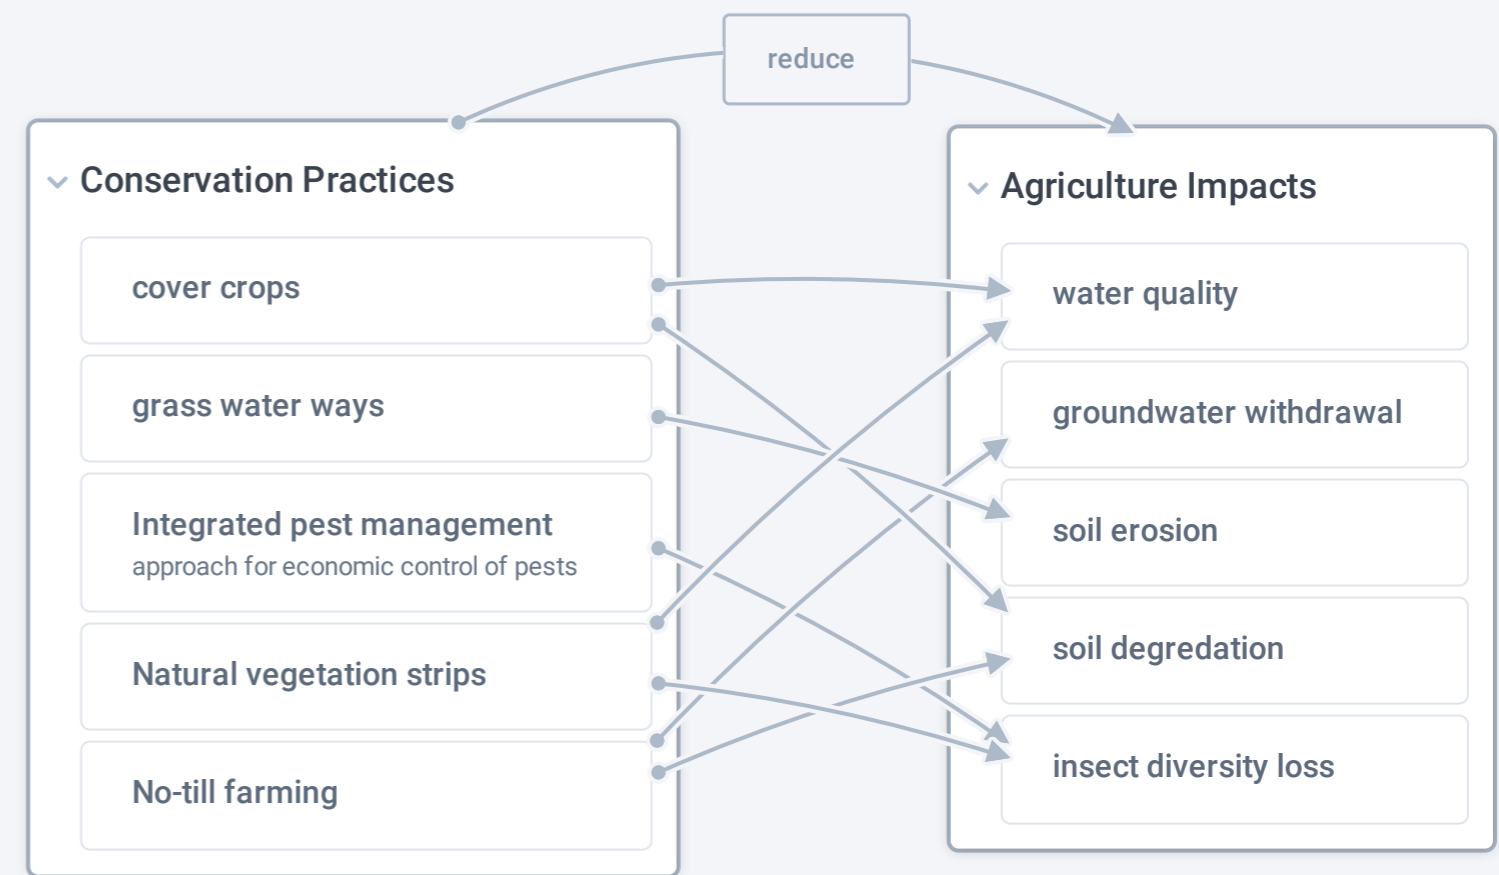 reduce
Conservation Practices
cover crops
grass water ways
Integrated pest management
approach for economic control of pests
Natural vegetation strips
No-till farming
Agriculture Impacts
water quality
groundwater withdrawal
soil erosion
soil degredation
insect diversity loss